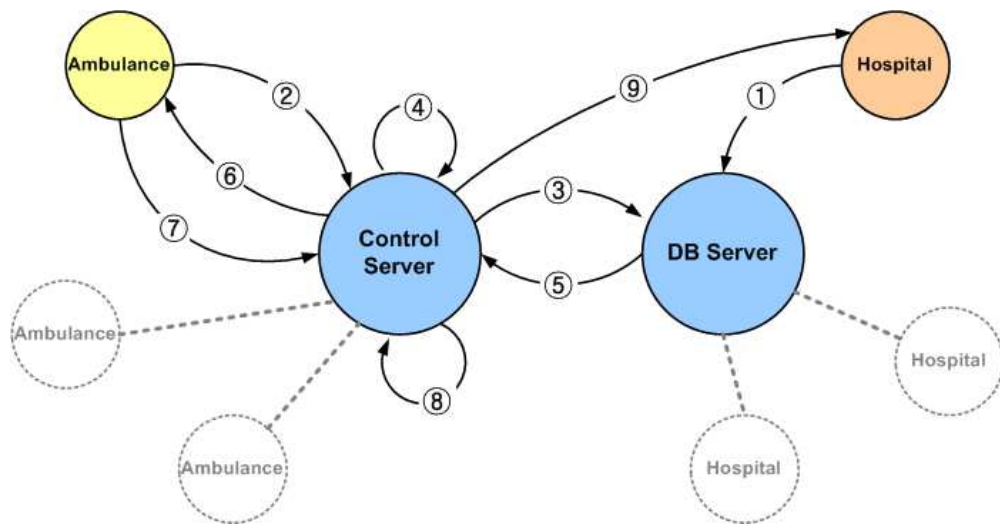 Ambulance
②
④
⑨
①
Hospital
⑥
③
⑦
Control
Server
DB Server
⑤
Ambulance
Hospital
⑧
Ambulance
Hospital